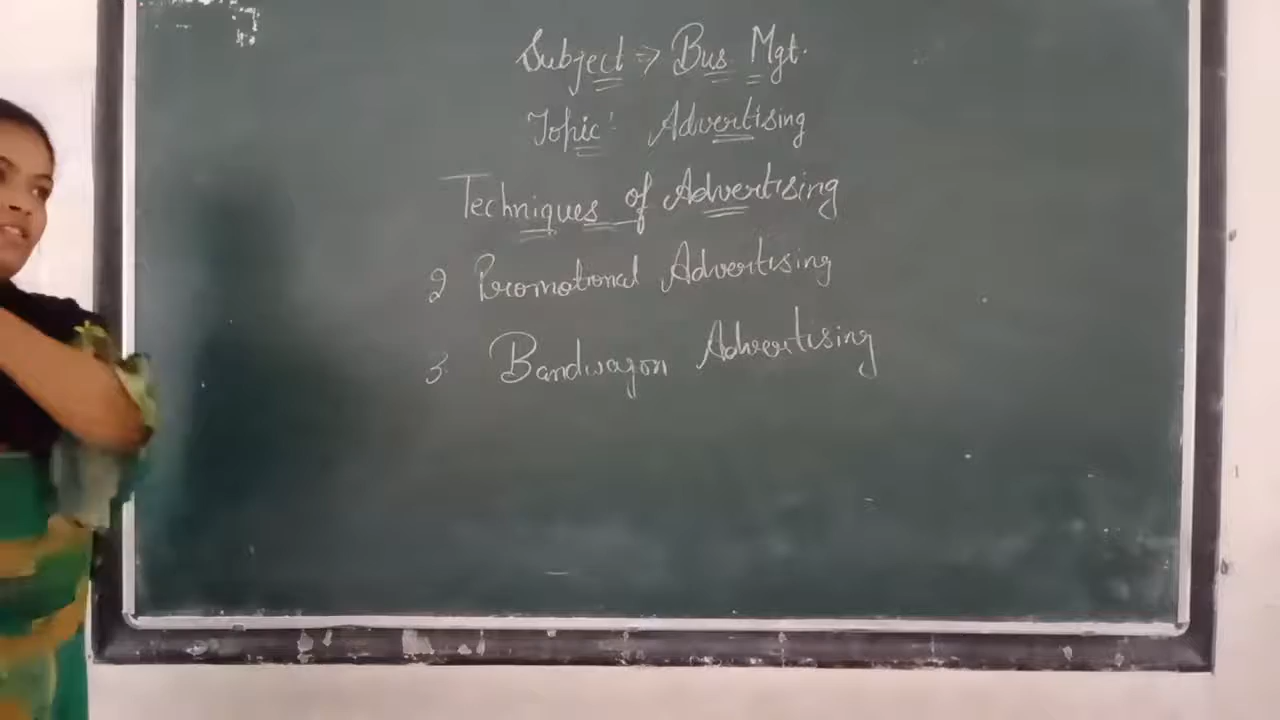 Subject => Bus Mgt.
Topic: Advertising
Techniques of Advertising
2 Promotional Advertising
3. Bandwagon Advertising